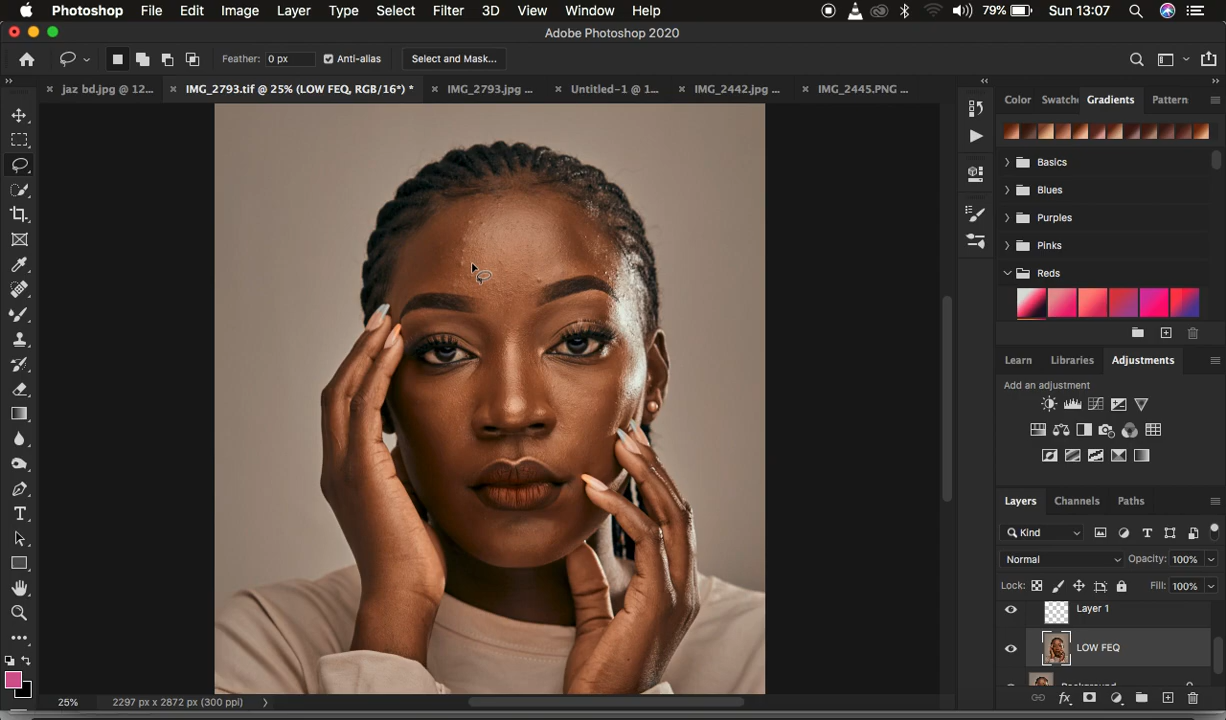 Photoshop File Edit Image Layer Type Select Filter 3D View Window Help 79% Sun 13:07
Adobe Photoshop 2020
Feather: 0 px Anti-alias Select and Mask...
jaz bd.jpg @ 12... IMG_2793.tif @ 25% (LOW FEQ, RGB/16*) * IMG_2793.jpg ... Untitled-1 @ 1... IMG_2442.jpg ... IMG_2445.PNG ...
Color Swatche Gradients Pattern
Basics
Blues
Purples
Pinks
Reds
Learn Libraries Adjustments
Add an adjustment
Layers Channels Paths
Kind
Normal Opacity: 100%
Lock: Fill: 100%
Layer 1
LOW FEQ
Background
25% 2297 px x 2872 px (300 ppi)